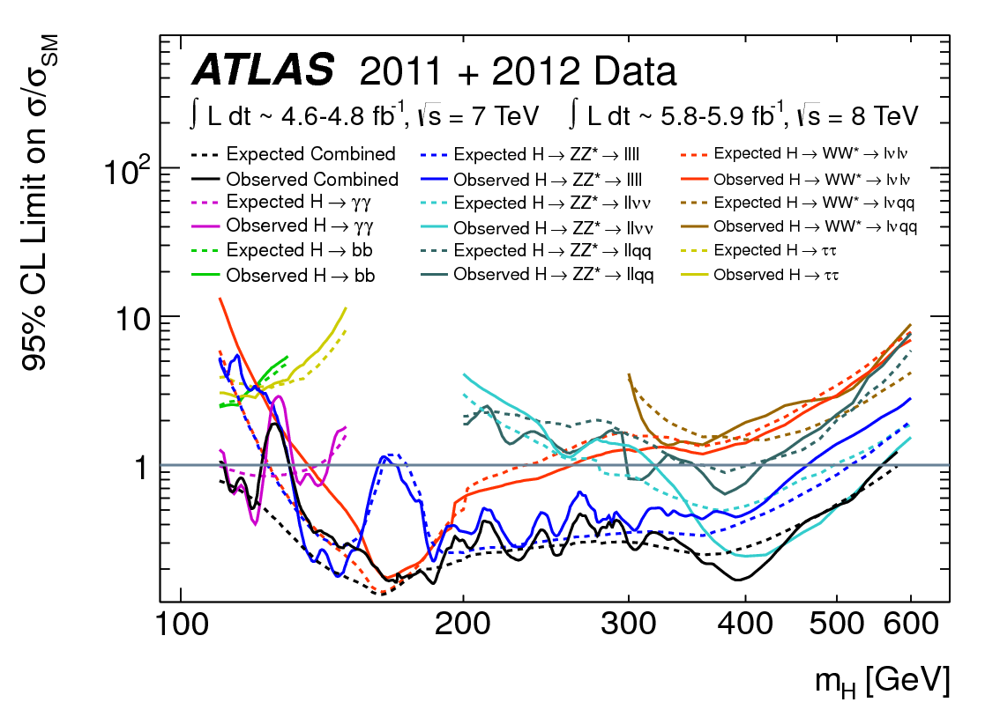 95% CL Limit on σ/σSM
ATLAS 2011 + 2012 Data
∫ L dt ~ 4.6-4.8 fb-1, √s = 7 TeV ∫ L dt ~ 5.8-5.9 fb-1, √s = 8 TeV
Expected Combined
Observed Combined
Expected H → γγ
Observed H → γγ
Expected H → bb
Observed H → bb
Expected H → ZZ* → llll
Observed H → ZZ* → llll
Expected H → ZZ* → llνν
Observed H → ZZ* → llνν
Expected H → ZZ* → llqq
Observed H → ZZ* → llqq
Expected H → WW* → lνlν
Observed H → WW* → lνlν
Expected H → WW* → lνqq
Observed H → WW* → lνqq
Expected H → ττ
Observed H → ττ
10²
10
1
100 200 300 400 500 600
mH [GeV]